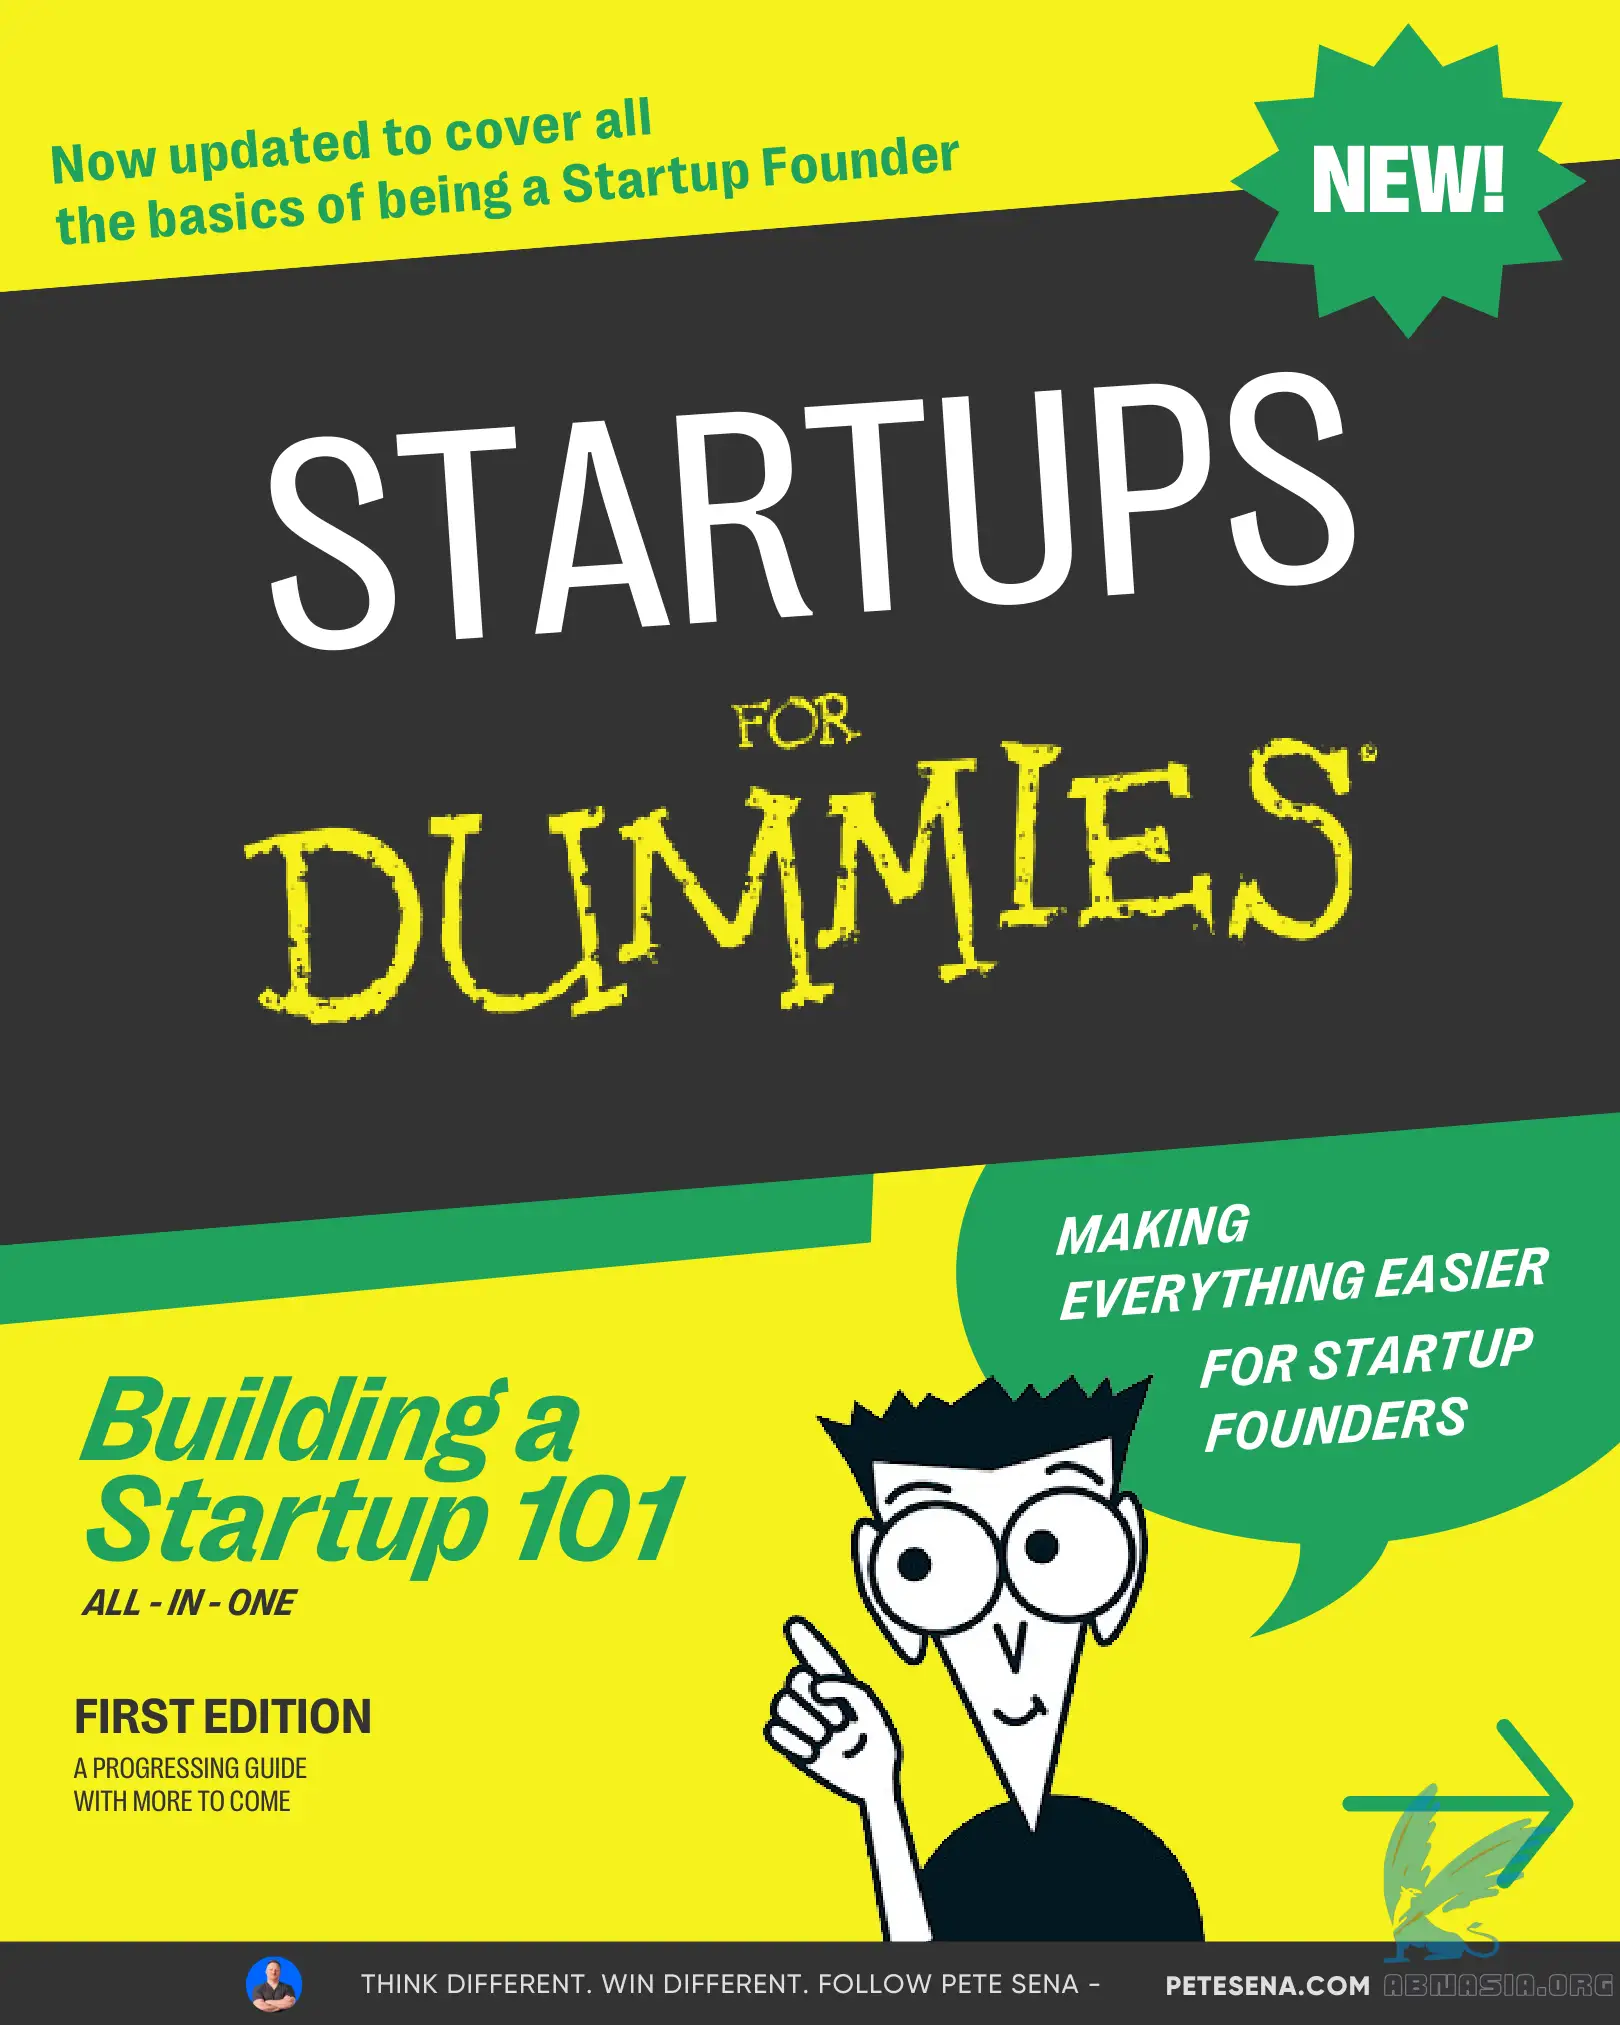 Now updated to cover all
the basics of being a Startup Founder
NEW!
STARTUPS
FOR
DUMMIES®
MAKING
EVERYTHING EASIER
FOR STARTUP
FOUNDERS
Building a
Startup 101
ALL - IN - ONE
FIRST EDITION
A PROGRESSING GUIDE
WITH MORE TO COME
THINK DIFFERENT. WIN DIFFERENT. FOLLOW PETE SENA -
PETESENA.COM
ABNASIA.ORG